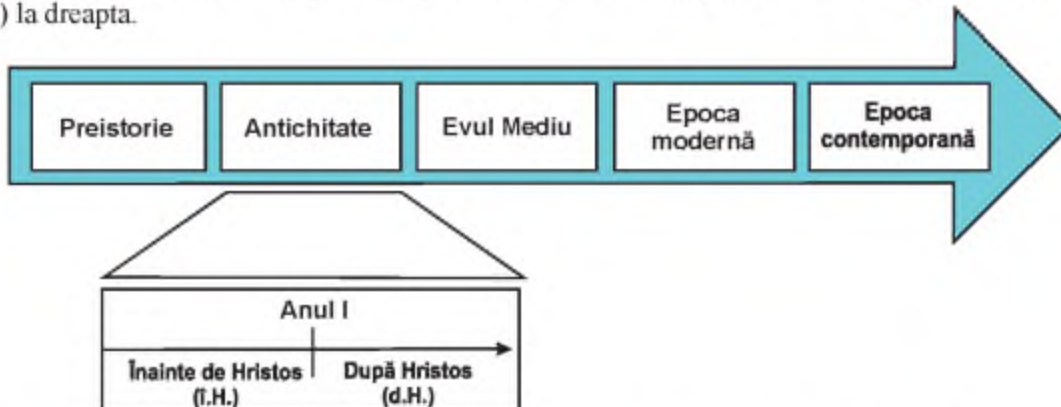 ) la dreapta.
Preistorie
Antichitate
Evul Mediu
Epoca
modernă
Epoca
contemporană
Anul I
Înainte de Hristos
(î.H.)
După Hristos
(d.H.)